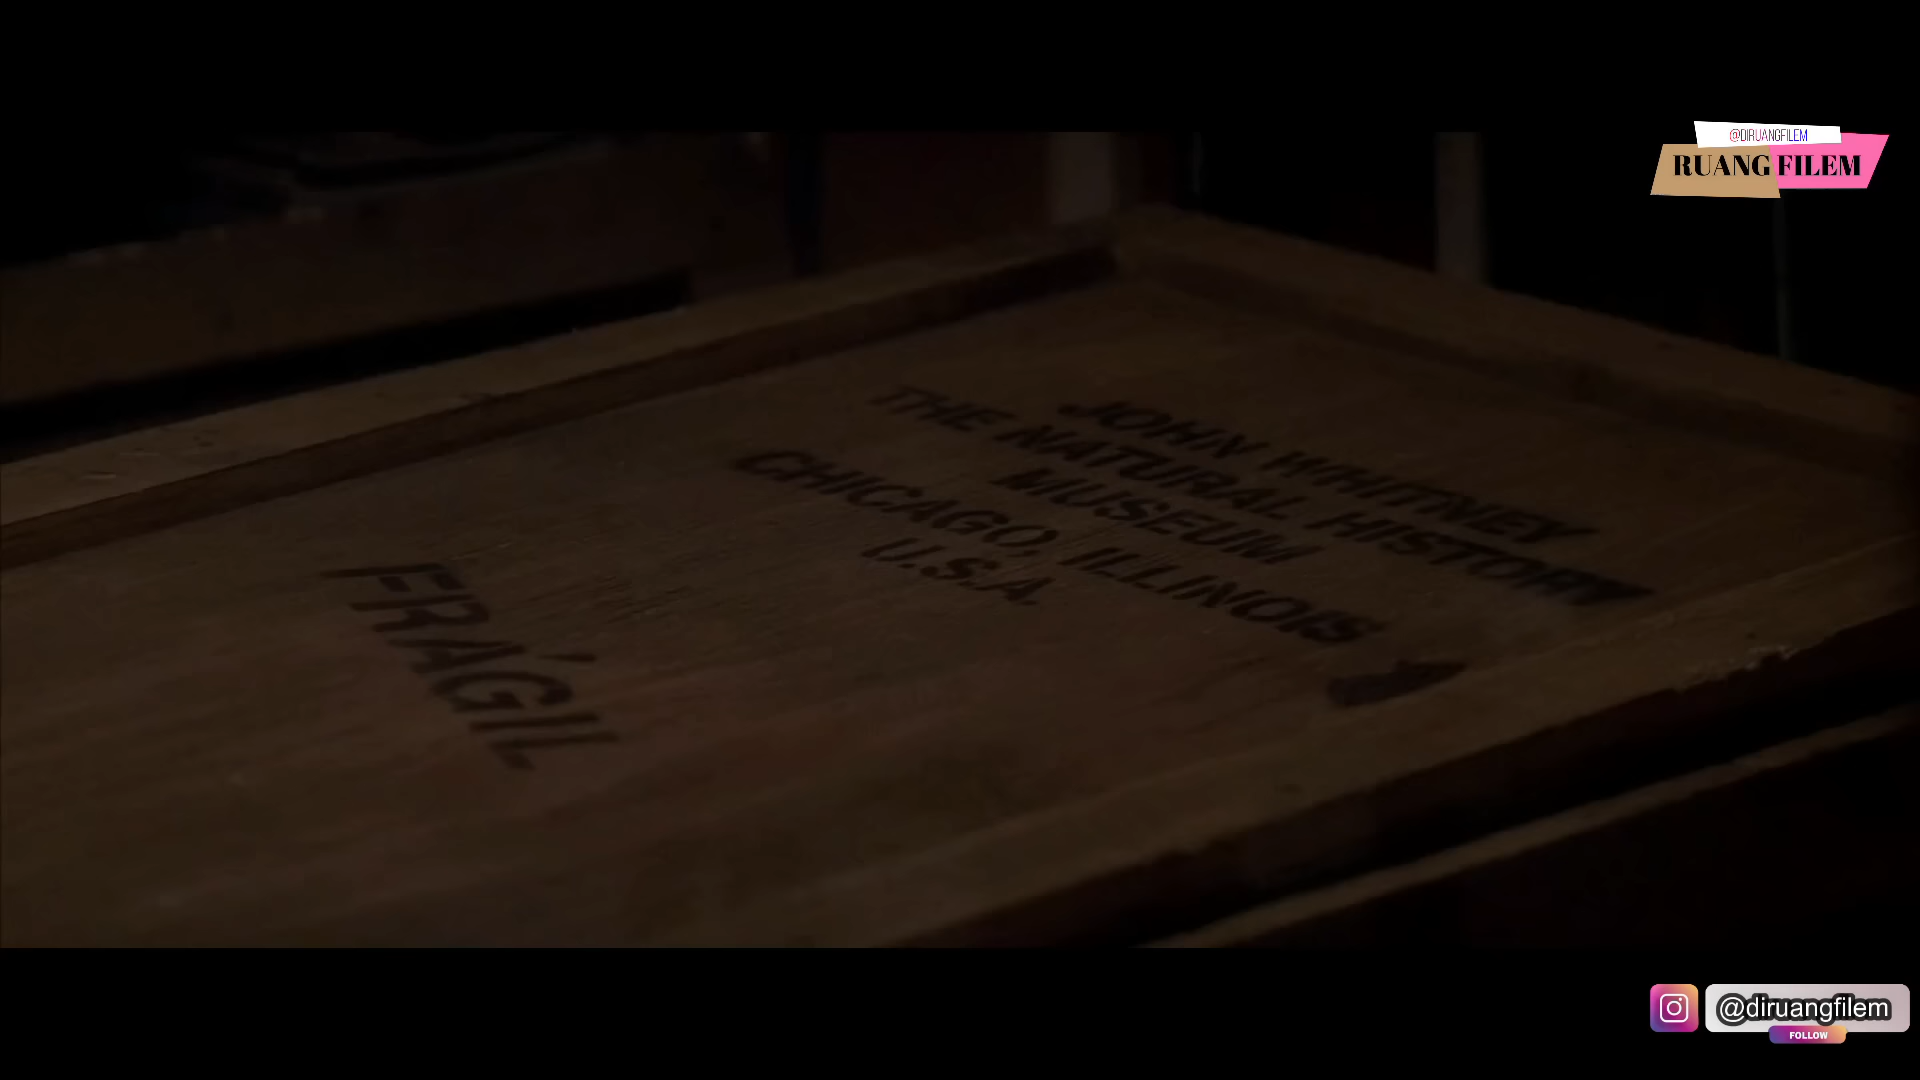 @DIRUANGFILEM
RUANG FILEM
JOHN WHITNEY
THE NATURAL HISTORY
MUSEUM
CHICAGO, ILLINOIS
U.S.A.
FRÁGIL
@diruangfilem
FOLLOW